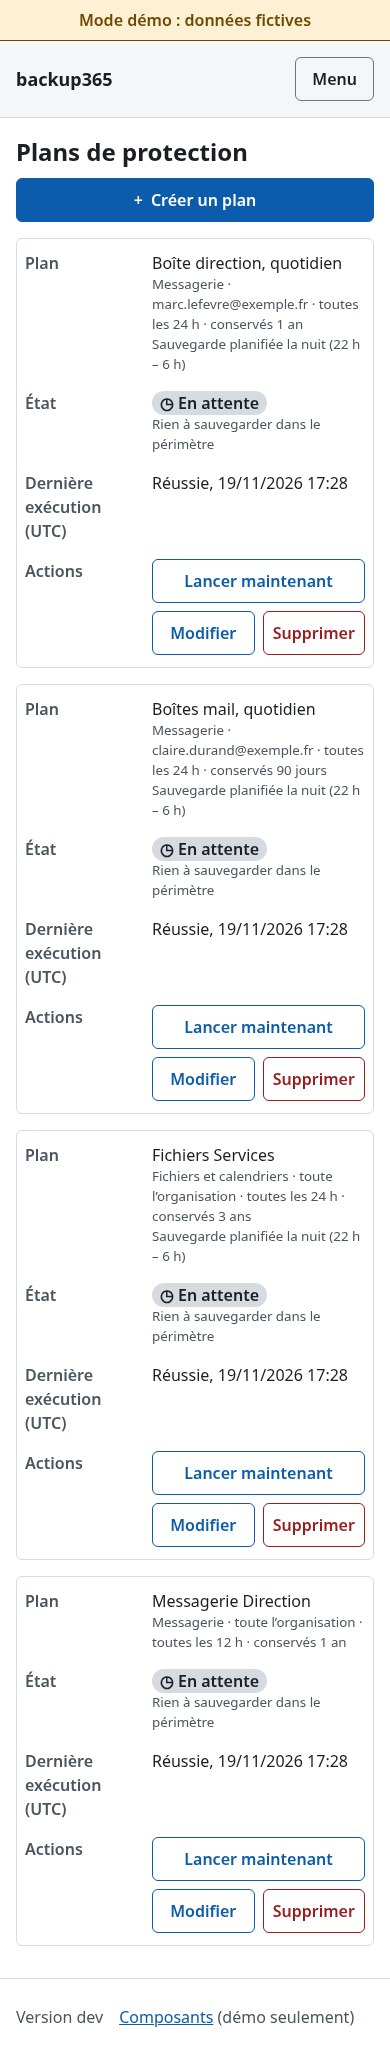 Mode démo : données fictives
backup365
Menu
Plans de protection
+ Créer un plan
Plan
Boîte direction, quotidien
Messagerie ·
marc.lefevre@exemple.fr · toutes
les 24 h · conservés 1 an
Sauvegarde planifiée la nuit (22 h
– 6 h)
État
◷ En attente
Rien à sauvegarder dans le
périmètre
Dernière
exécution
(UTC)
Réussie, 19/11/2026 17:28
Actions
Lancer maintenant
Modifier
Supprimer
Plan
Boîtes mail, quotidien
Messagerie ·
claire.durand@exemple.fr · toutes
les 24 h · conservés 90 jours
Sauvegarde planifiée la nuit (22 h
– 6 h)
État
◷ En attente
Rien à sauvegarder dans le
périmètre
Dernière
exécution
(UTC)
Réussie, 19/11/2026 17:28
Actions
Lancer maintenant
Modifier
Supprimer
Plan
Fichiers Services
Fichiers et calendriers · toute
l’organisation · toutes les 24 h ·
conservés 3 ans
Sauvegarde planifiée la nuit (22 h
– 6 h)
État
◷ En attente
Rien à sauvegarder dans le
périmètre
Dernière
exécution
(UTC)
Réussie, 19/11/2026 17:28
Actions
Lancer maintenant
Modifier
Supprimer
Plan
Messagerie Direction
Messagerie · toute l’organisation ·
toutes les 12 h · conservés 1 an
État
◷ En attente
Rien à sauvegarder dans le
périmètre
Dernière
exécution
(UTC)
Réussie, 19/11/2026 17:28
Actions
Lancer maintenant
Modifier
Supprimer
Version dev Composants (démo seulement)